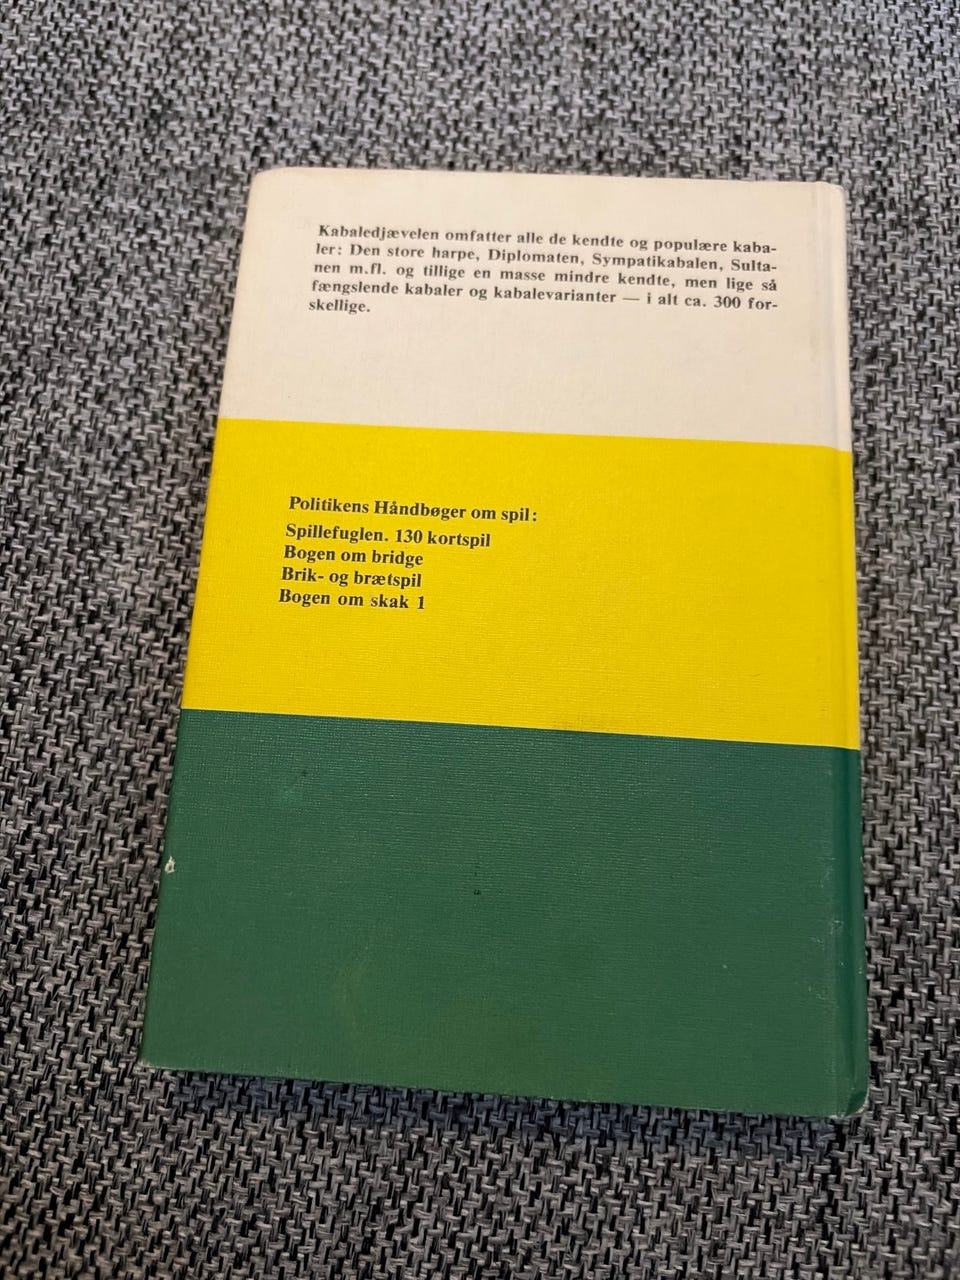 Kabaledjævelen omfatter alle de kendte og populære kaba-
ler: Den store harpe, Diplomaten, Sympatikabalen, Sulta-
nen m.fl. og tillige en masse mindre kendte, men lige så
fængslende kabaler og kabalevarianter — i alt ca. 300 for-
skellige.
Politikens Håndbøger om spil:
Spillefuglen. 130 kortspil
Bogen om bridge
Brik- og brætspil
Bogen om skak 1